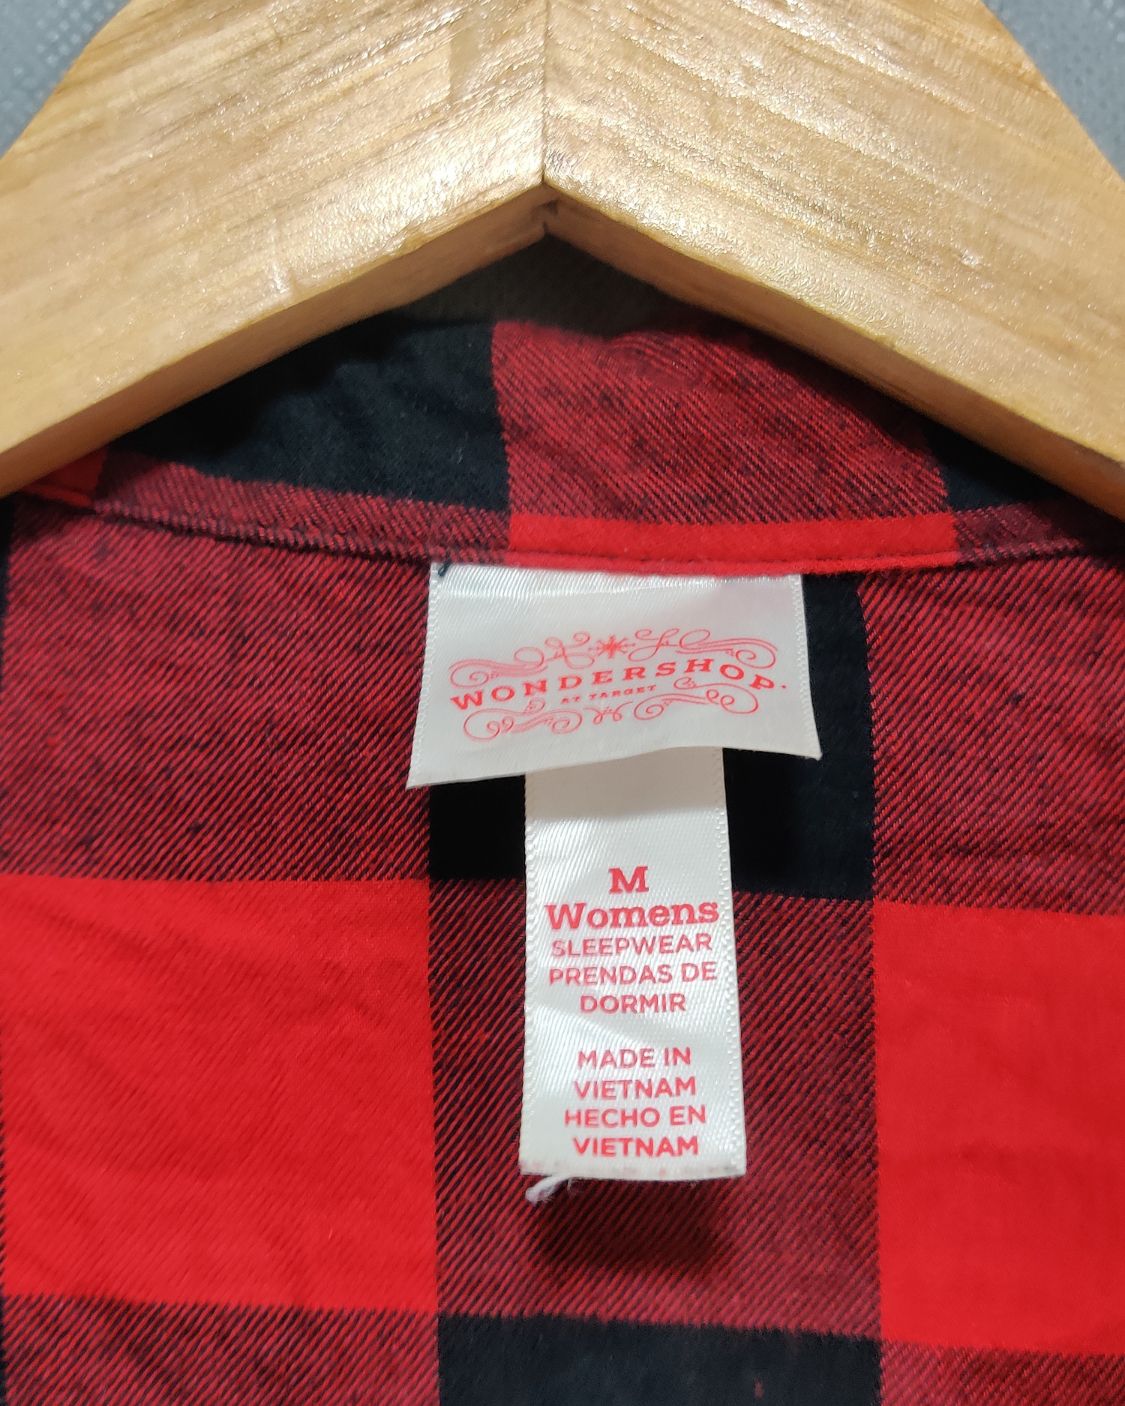 WONDERSHOP.
AT TARGET
M
Womens
SLEEPWEAR
PRENDAS DE
DORMIR
MADE IN
VIETNAM
HECHO EN
VIETNAM